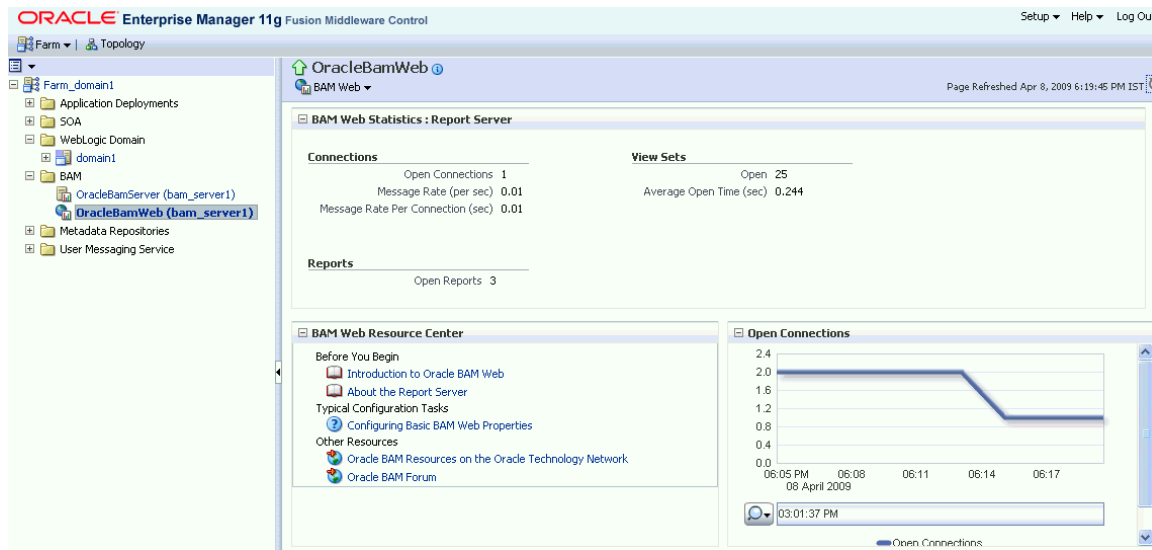 ORACLE Enterprise Manager 11g Fusion Middleware Control
Setup Help Log Ou
Farm Topology
Farm_domain1
Application Deployments
SOA
WebLogic Domain
domain1
BAM
OracleBamServer (bam_server1)
OracleBamWeb (bam_server1)
Metadata Repositories
User Messaging Service
OracleBamWeb
BAM Web
Page Refreshed Apr 8, 2009 6:19:45 PM IST
BAM Web Statistics : Report Server
Connections
Open Connections 1
Message Rate (per sec) 0.01
Message Rate Per Connection (sec) 0.01
View Sets
Open 25
Average Open Time (sec) 0.244
Reports
Open Reports 3
BAM Web Resource Center
Before You Begin
Introduction to Oracle BAM Web
About the Report Server
Typical Configuration Tasks
Configuring Basic BAM Web Properties
Other Resources
Oracle BAM Resources on the Oracle Technology Network
Oracle BAM Forum
Open Connections
2.4
2.0
1.6
1.2
0.8
0.4
0.0
06:05 PM 06:08 06:11 06:14 06:17
08 April 2009
03:01:37 PM
Open Connections